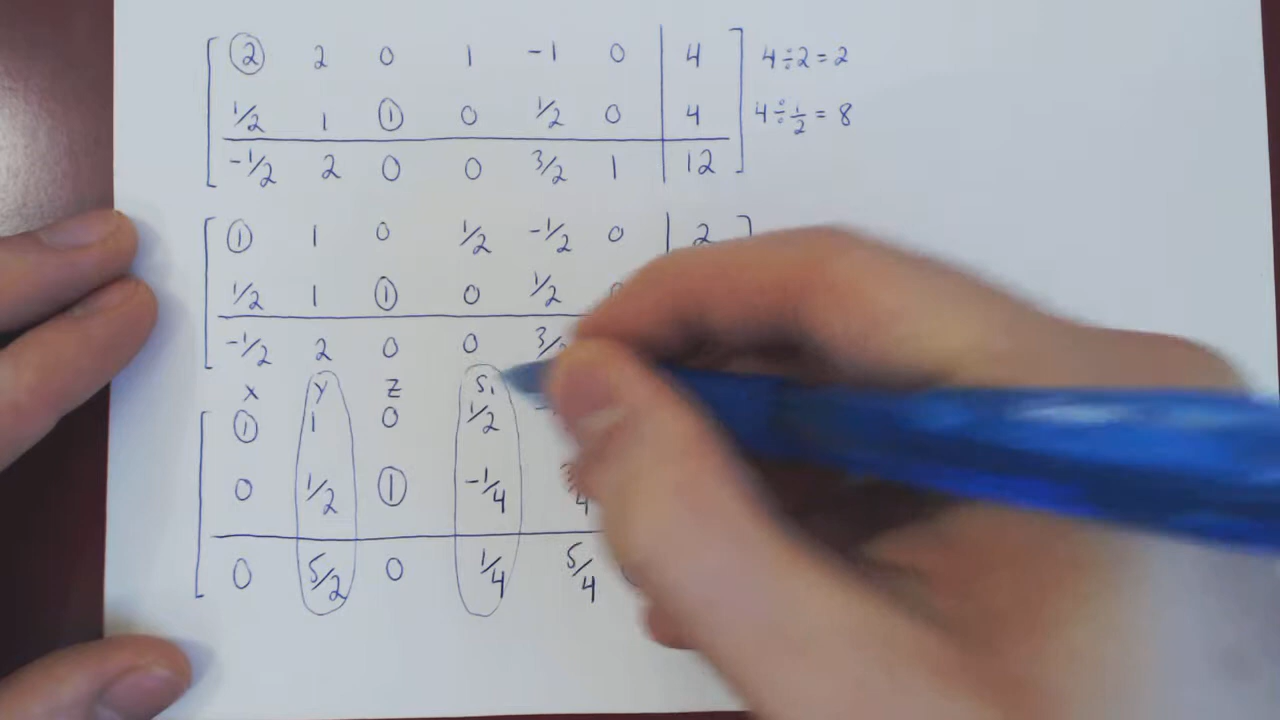 2 2 0 1 -1 0 4 4÷2=2
1/2 1 1 0 1/2 0 4 4÷1/2=8
-1/2 2 0 0 3/2 1 12
1 1 0 1/2 -1/2 0 2
1/2 1 1 0 1/2
-1/2 2 0 0
x y z S1
1 1 0 1/2
0 1/2 1 -1/4
0 5/2 0 1/4 5/4